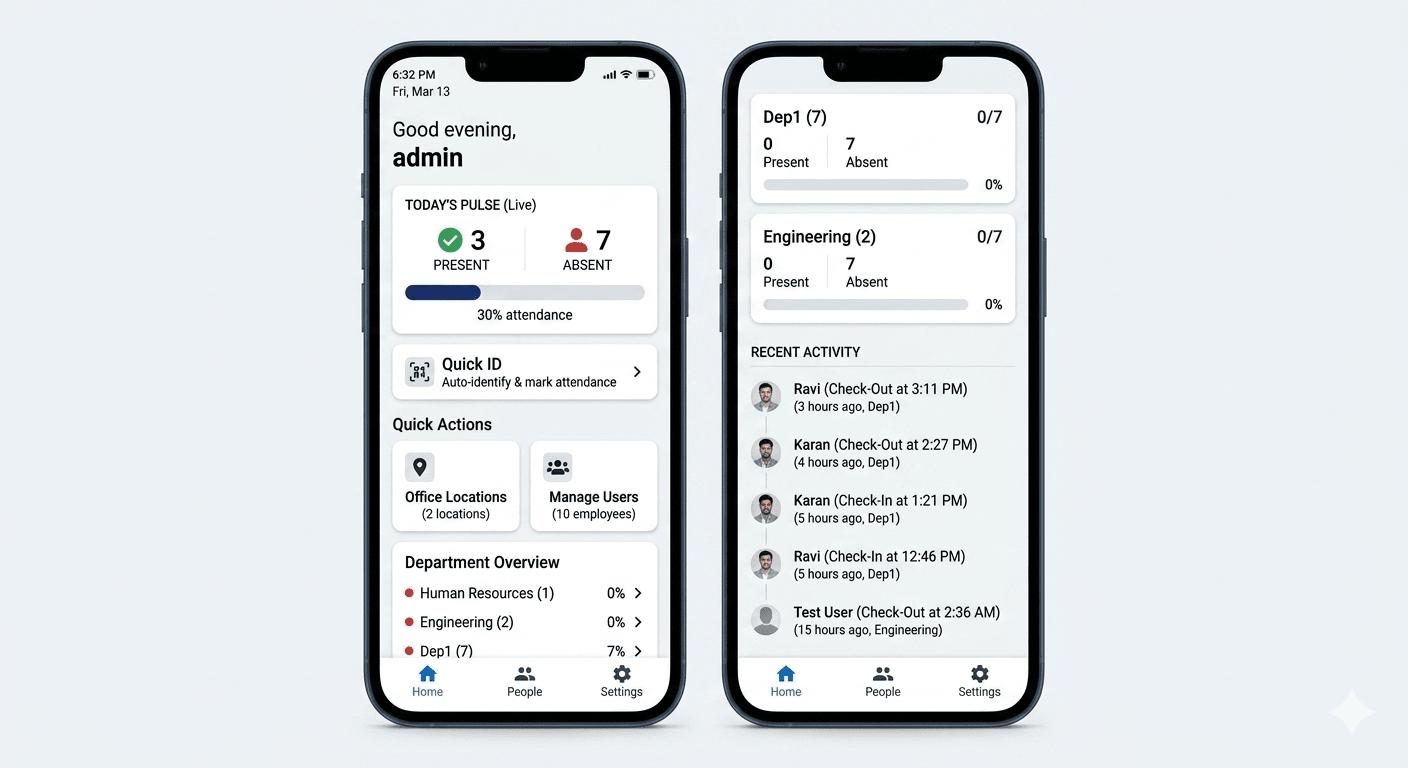 6:32 PM
Fri, Mar 13
Good evening,
admin
TODAY'S PULSE (Live)
3
PRESENT
7
ABSENT
30% attendance
Quick ID
Auto-identify & mark attendance
Quick Actions
Office Locations
(2 locations)
Manage Users
(10 employees)
Department Overview
Human Resources (1) 0%
Engineering (2) 0%
Dep1 (7) 7%
Home People Settings
Dep1 (7) 0/7
0 7
Present Absent
0%
Engineering (2) 0/7
0 7
Present Absent
0%
RECENT ACTIVITY
Ravi (Check-Out at 3:11 PM)
(3 hours ago, Dep1)
Karan (Check-Out at 2:27 PM)
(4 hours ago, Dep1)
Karan (Check-In at 1:21 PM)
(5 hours ago, Dep1)
Ravi (Check-In at 12:46 PM)
(5 hours ago, Dep1)
Test User (Check-Out at 2:36 AM)
(15 hours ago, Engineering)
Home People Settings